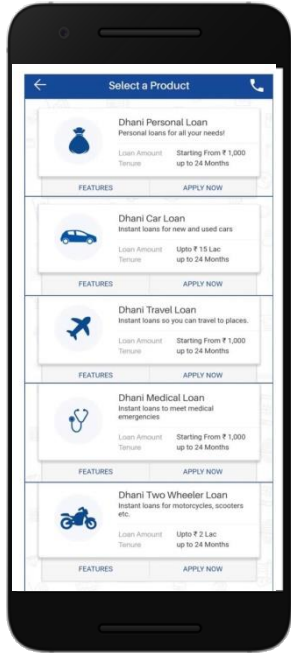 Select a Product
Dhani Personal Loan
Personal loans for all your needs!
Loan Amount Starting From ₹ 1,000
Tenure up to 24 Months
FEATURES APPLY NOW
Dhani Car Loan
Instant loans for new and used cars
Loan Amount Upto ₹ 15 Lac
Tenure up to 24 Months
FEATURES APPLY NOW
Dhani Travel Loan
Instant loans so you can travel to places.
Loan Amount Starting From ₹ 1,000
Tenure up to 24 Months
FEATURES APPLY NOW
Dhani Medical Loan
Instant loans to meet medical
emergencies
Loan Amount Starting From ₹ 1,000
Tenure up to 24 Months
FEATURES APPLY NOW
Dhani Two Wheeler Loan
Instant loans for motorcycles, scooters
etc.
Loan Amount Upto ₹ 2 Lac
Tenure up to 24 Months
FEATURES APPLY NOW